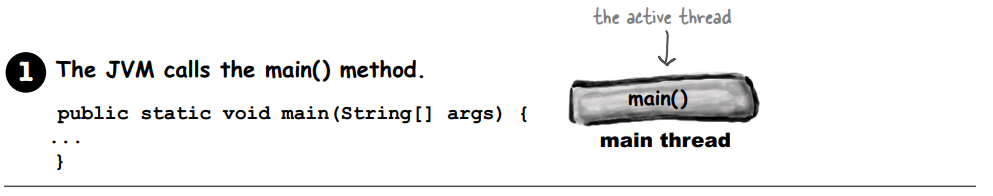 the active thread
1 The JVM calls the main() method.
public static void main(String[] args) {
...
}
main()
main thread